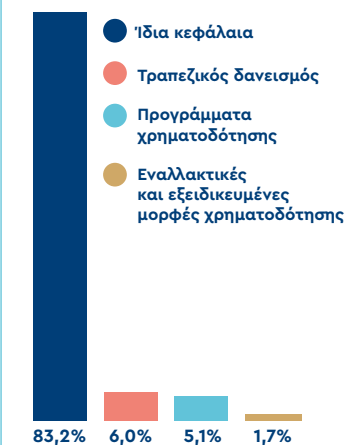 Ίδια κεφάλαια
Τραπεζικός δανεισμός
Προγράμματα
χρηματοδότησης
Εναλλακτικές
και εξειδικευμένες
μορφές χρηματοδότησης
83,2% 6,0% 5,1% 1,7%